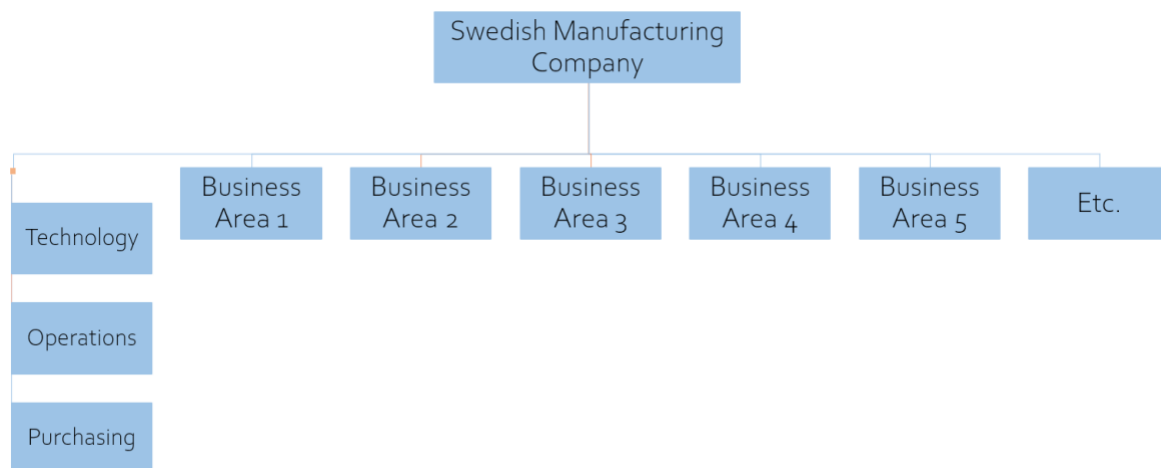 Swedish Manufacturing
Company
Business
Area 1
Business
Area 2
Business
Area 3
Business
Area 4
Business
Area 5
Etc.
Technology
Operations
Purchasing